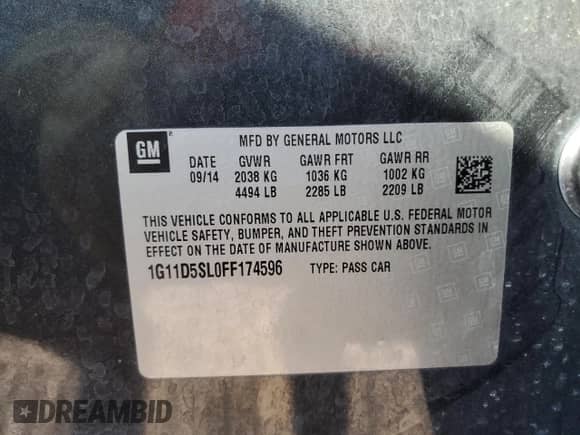 GM
MFD BY GENERAL MOTORS LLC
DATE GVWR GAWR FRT GAWR RR
09/14 2038 KG 1036 KG 1002 KG
4494 LB 2285 LB 2209 LB
THIS VEHICLE CONFORMS TO ALL APPLICABLE U.S. FEDERAL MOTOR
VEHICLE SAFETY, BUMPER, AND THEFT PREVENTION STANDARDS IN
EFFECT ON THE DATE OF MANUFACTURE SHOWN ABOVE.
1G11D5SL0FF174596 TYPE: PASS CAR
DREAMBID